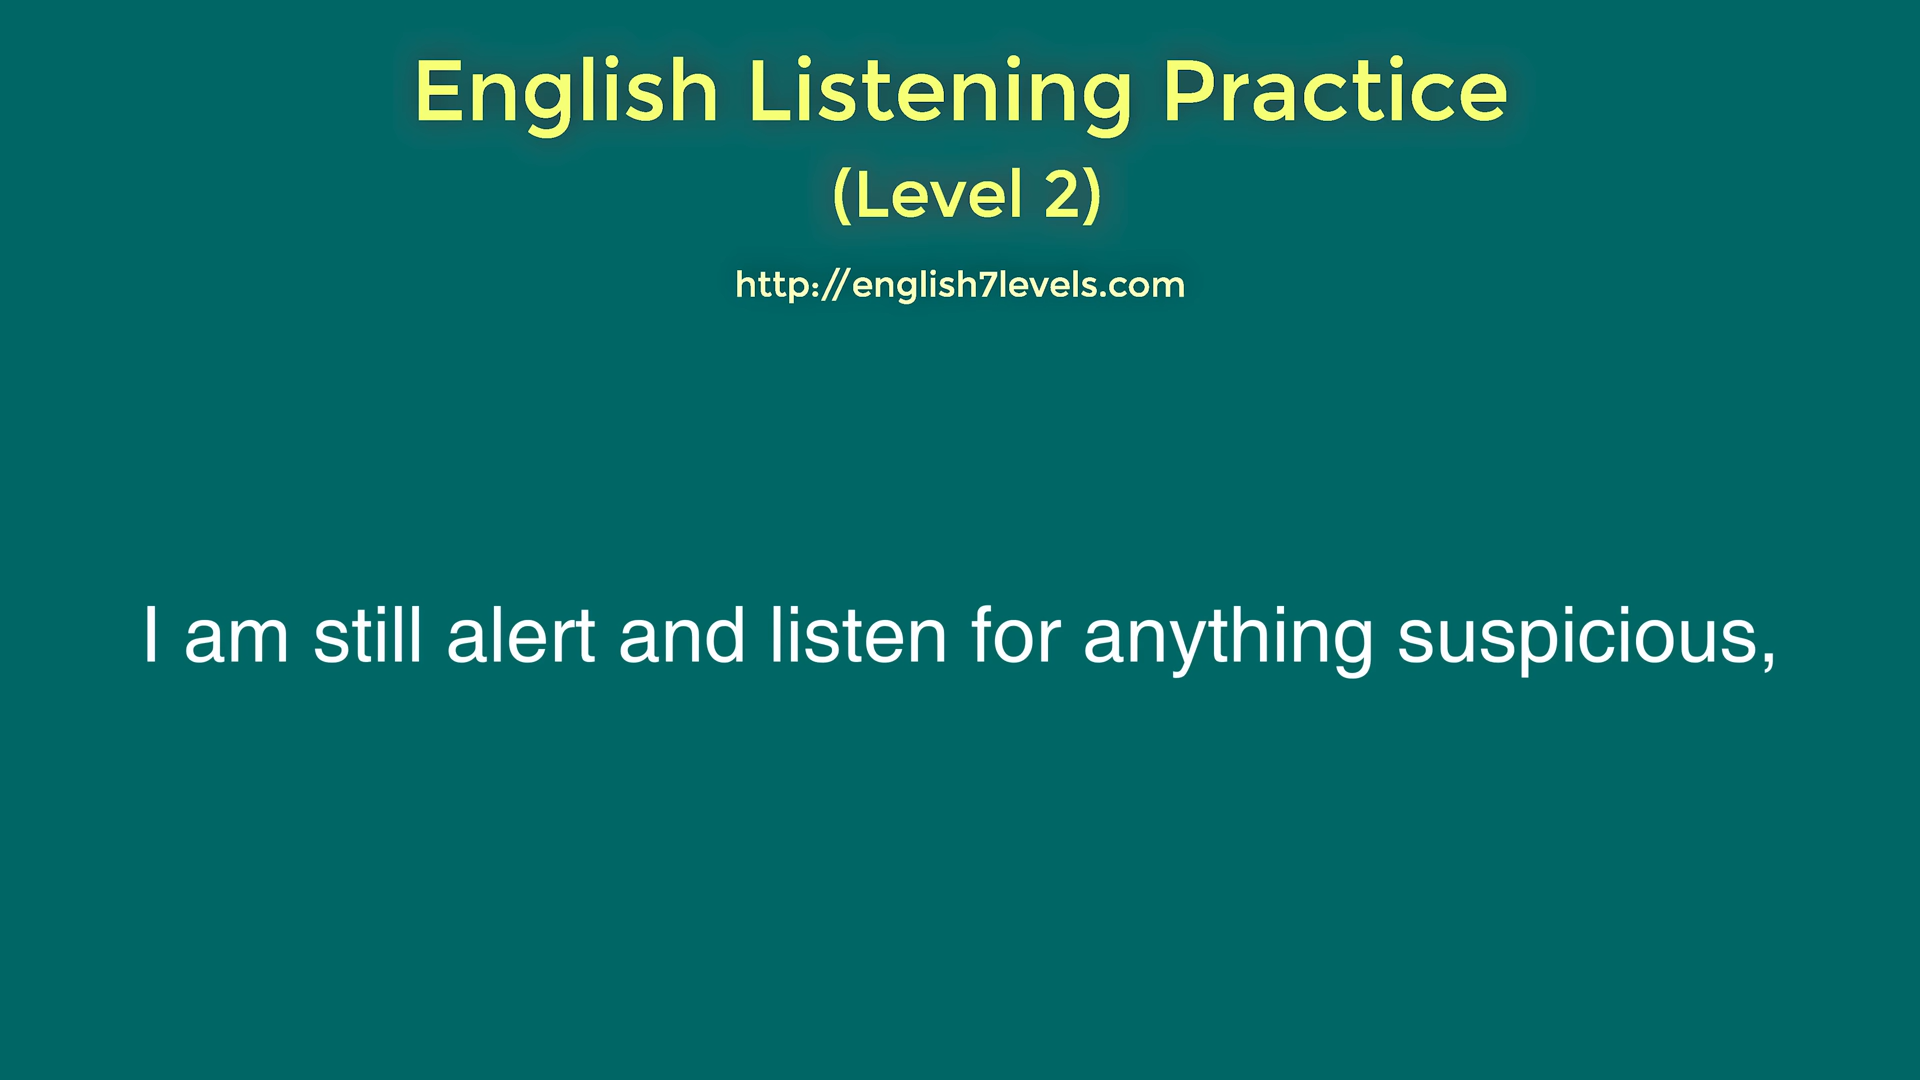 English Listening Practice
(Level 2)
http://english7levels.com
I am still alert and listen for anything suspicious,